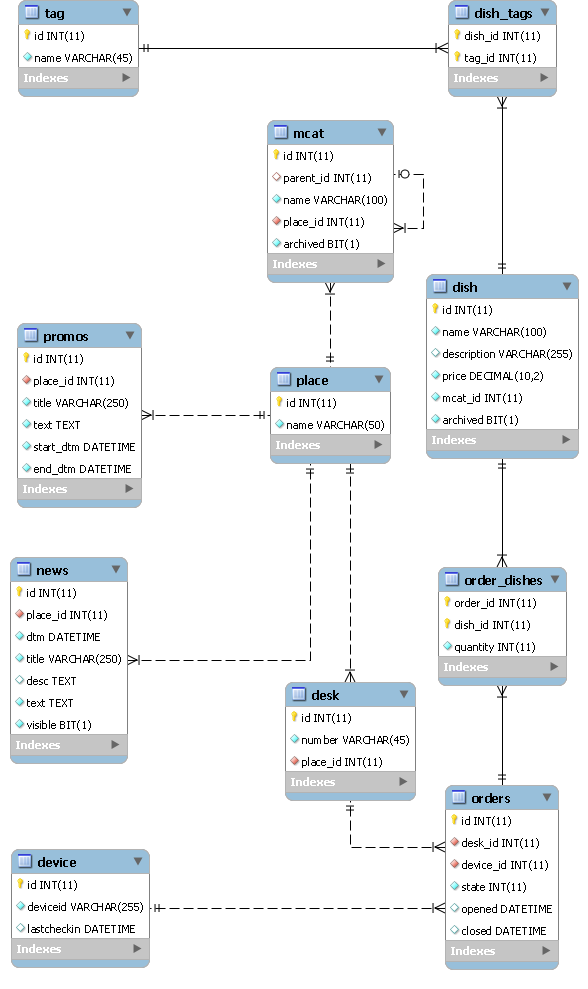 tag
id INT(11)
name VARCHAR(45)
Indexes
dish_tags
dish_id INT(11)
tag_id INT(11)
Indexes
mcat
id INT(11)
parent_id INT(11)
name VARCHAR(100)
place_id INT(11)
archived BIT(1)
Indexes
dish
id INT(11)
name VARCHAR(100)
description VARCHAR(255)
price DECIMAL(10,2)
mcat_id INT(11)
archived BIT(1)
Indexes
promos
id INT(11)
place_id INT(11)
title VARCHAR(250)
text TEXT
start_dtm DATETIME
end_dtm DATETIME
Indexes
place
id INT(11)
name VARCHAR(50)
Indexes
news
id INT(11)
place_id INT(11)
dtm DATETIME
title VARCHAR(250)
desc TEXT
text TEXT
visible BIT(1)
Indexes
order_dishes
order_id INT(11)
dish_id INT(11)
quantity INT(11)
Indexes
desk
id INT(11)
number VARCHAR(45)
place_id INT(11)
Indexes
orders
id INT(11)
desk_id INT(11)
device_id INT(11)
state INT(11)
opened DATETIME
closed DATETIME
Indexes
device
id INT(11)
deviceid VARCHAR(255)
lastcheckin DATETIME
Indexes